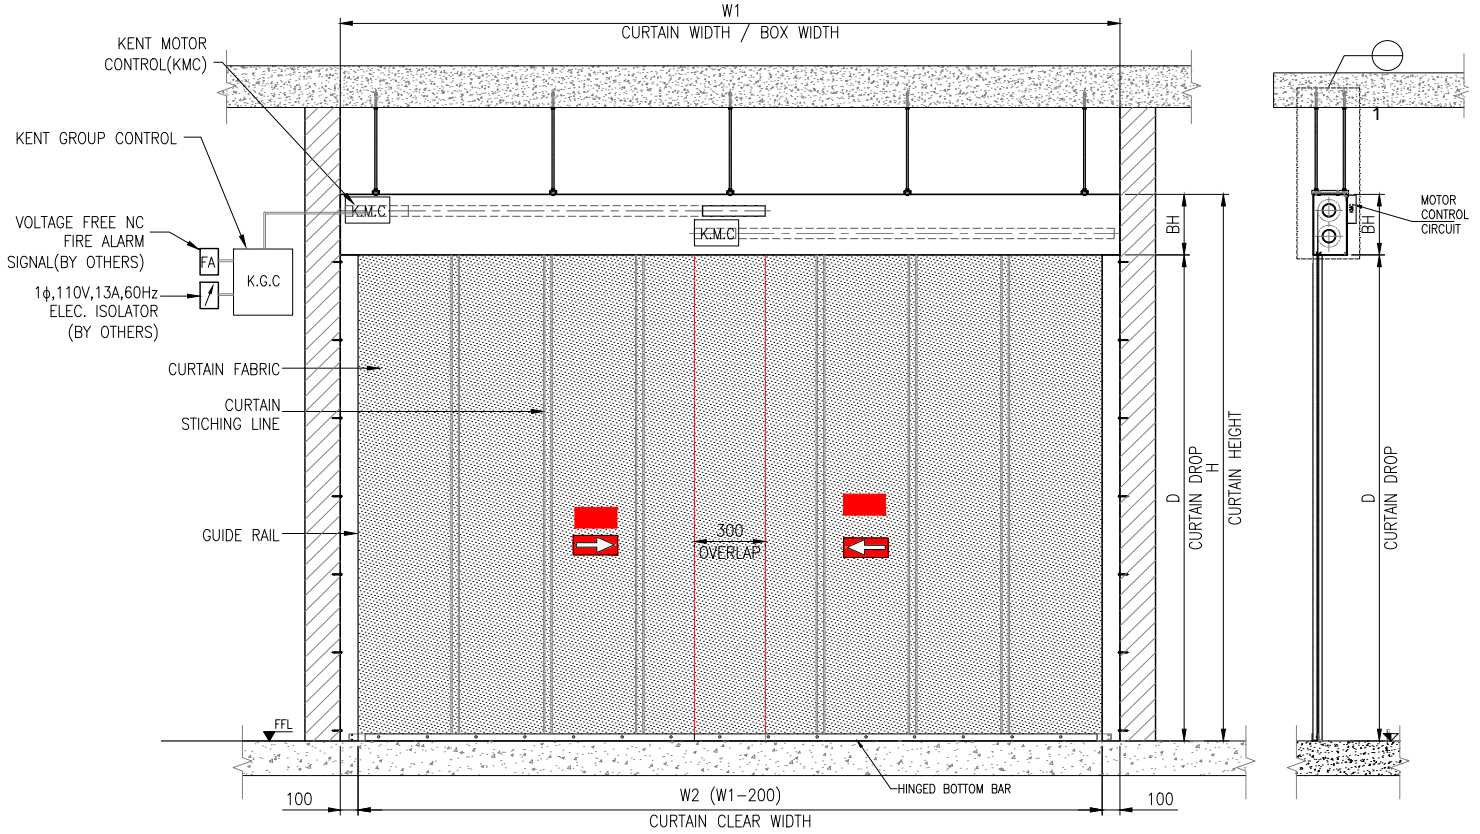 W1
CURTAIN WIDTH / BOX WIDTH
KENT MOTOR
CONTROL(KMC)
KENT GROUP CONTROL
VOLTAGE FREE NC
FIRE ALARM
SIGNAL(BY OTHERS)
FA
K.G.C
1ϕ,110V,13A,60Hz
ELEC. ISOLATOR
(BY OTHERS)
K.M.C
K.M.C
CURTAIN FABRIC
CURTAIN
STICHING LINE
GUIDE RAIL
300
OVERLAP
BH
D
CURTAIN DROP
H
CURTAIN HEIGHT
FFL
HINGED BOTTOM BAR
100
W2 (W1-200)
CURTAIN CLEAR WIDTH
100
1
KMC
BH
MOTOR
CONTROL
CIRCUIT
D
CURTAIN DROP